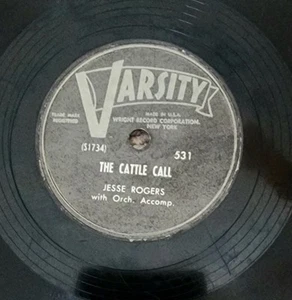 VARSITY
TRADE MARK
REGISTERED
MADE IN U.S.A.
WRIGHT RECORD CORPORATION,
NEW YORK
(S1734)
531
THE CATTLE CALL
JESSE ROGERS
with Orch. Accomp.